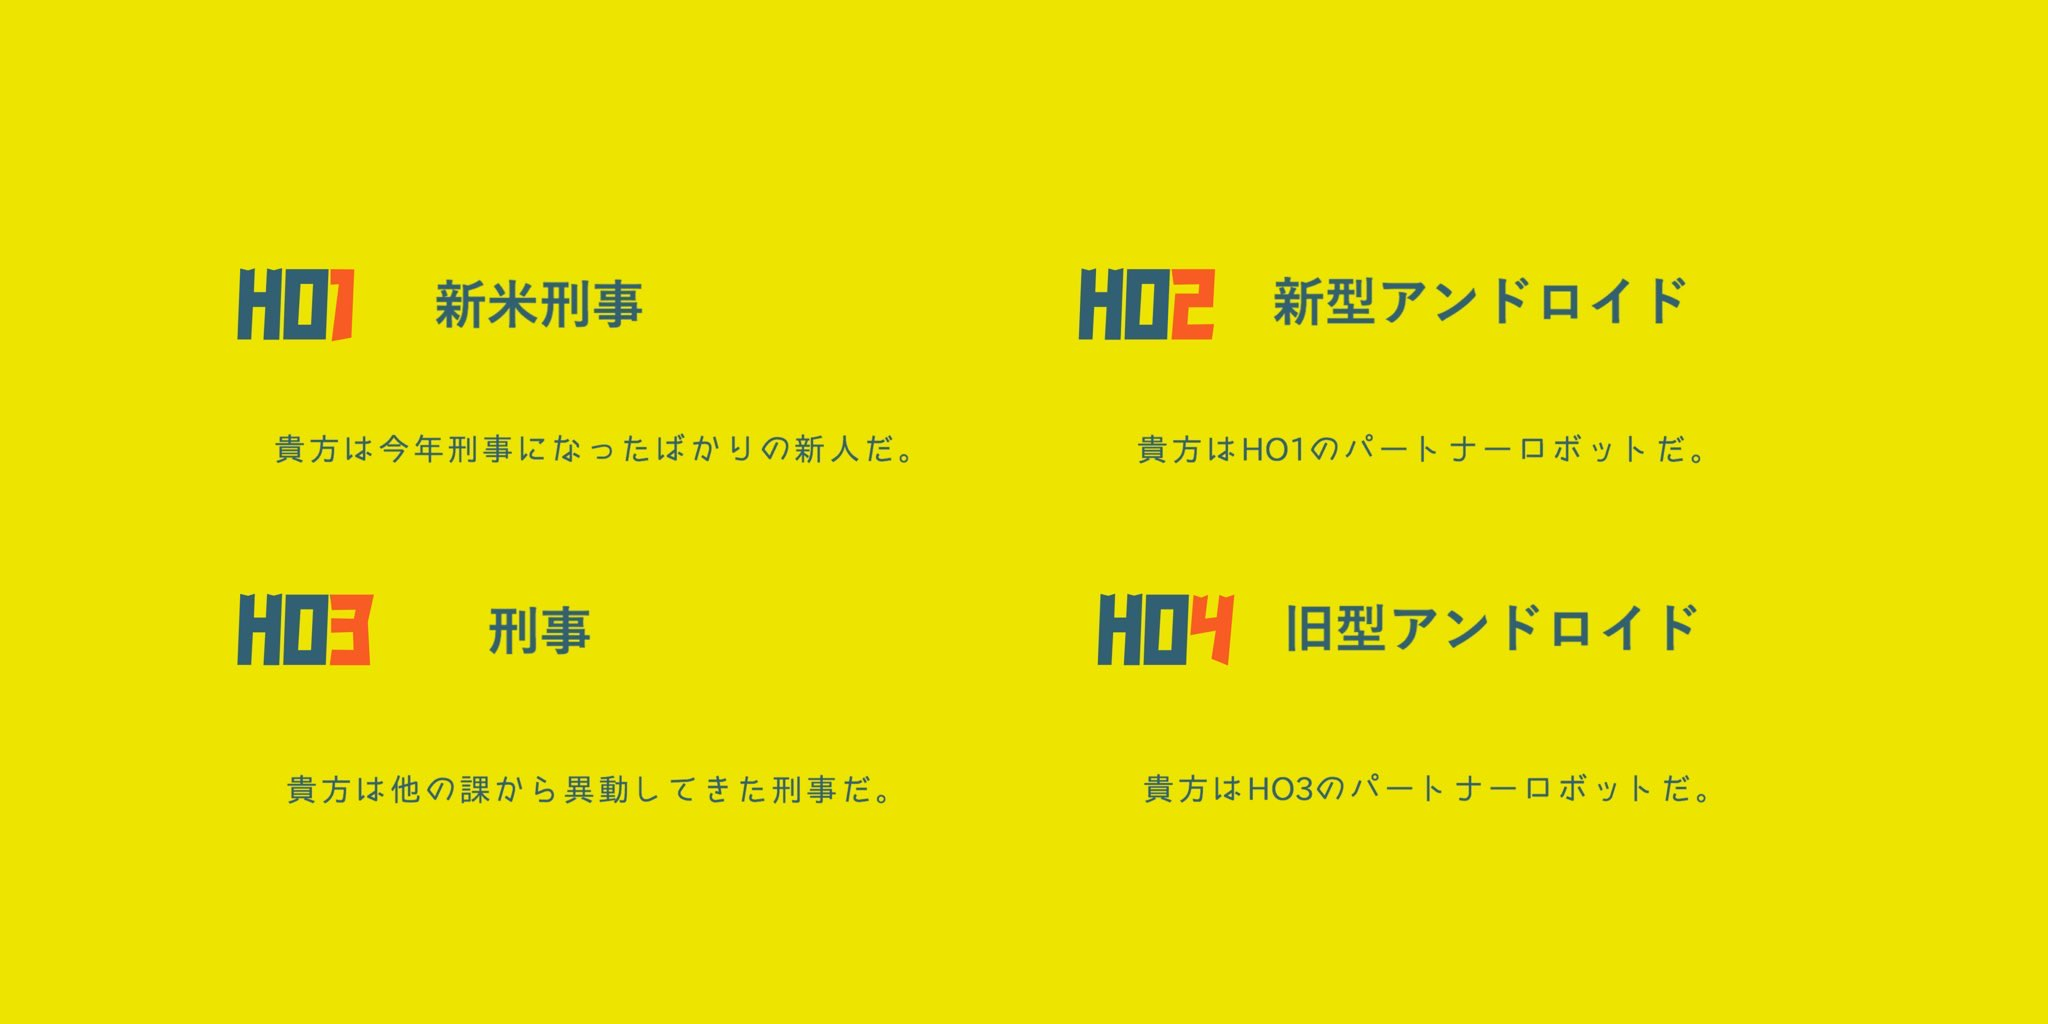 HO1 新米刑事
貴方は今年刑事になったばかりの新人だ。
HO2 新型アンドロイド
貴方はHO1のパートナーロボットだ。
HO3 刑事
貴方は他の課から異動してきた刑事だ。
HO4 旧型アンドロイド
貴方はHO3のパートナーロボットだ。